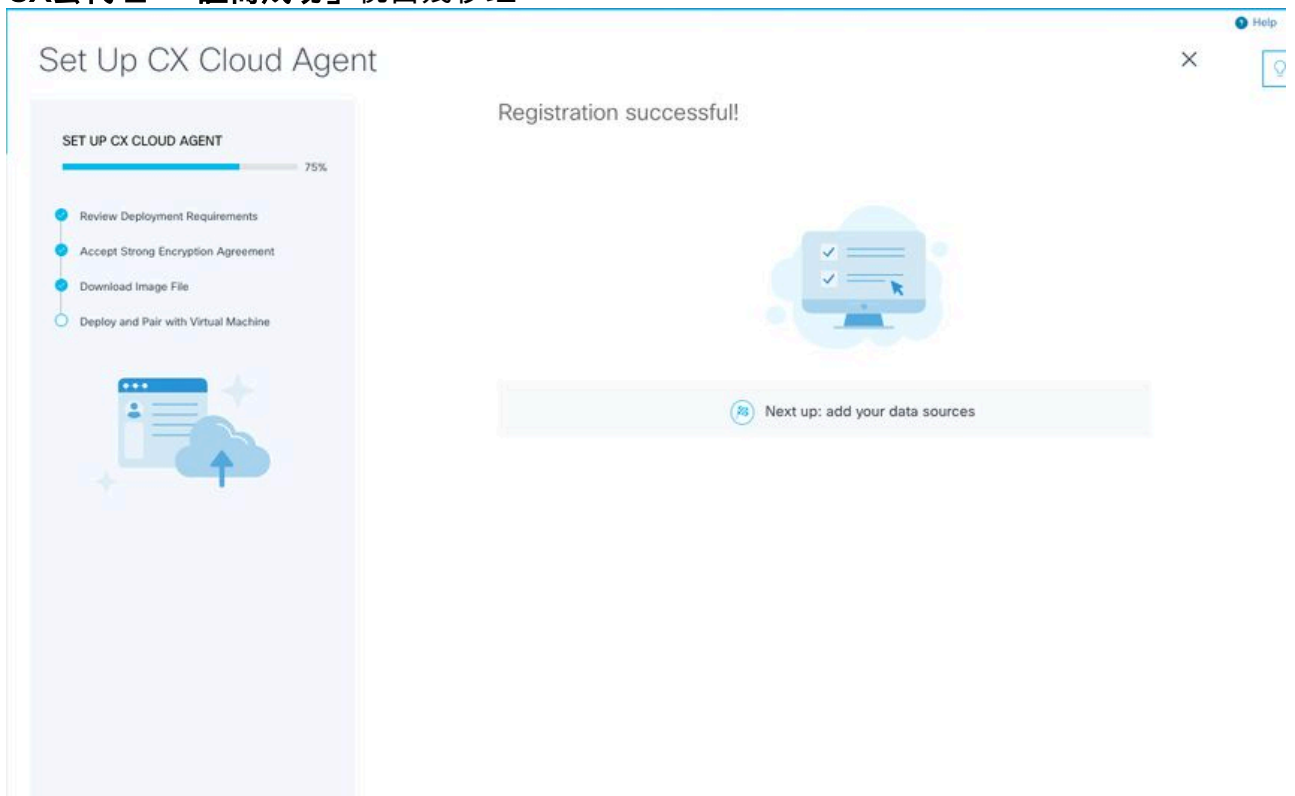 Help
Set Up CX Cloud Agent
Registration successful!
SET UP CX CLOUD AGENT
75%
Review Deployment Requirements
Accept Strong Encryption Agreement
Download Image File
Deploy and Pair with Virtual Machine
Next up: add your data sources